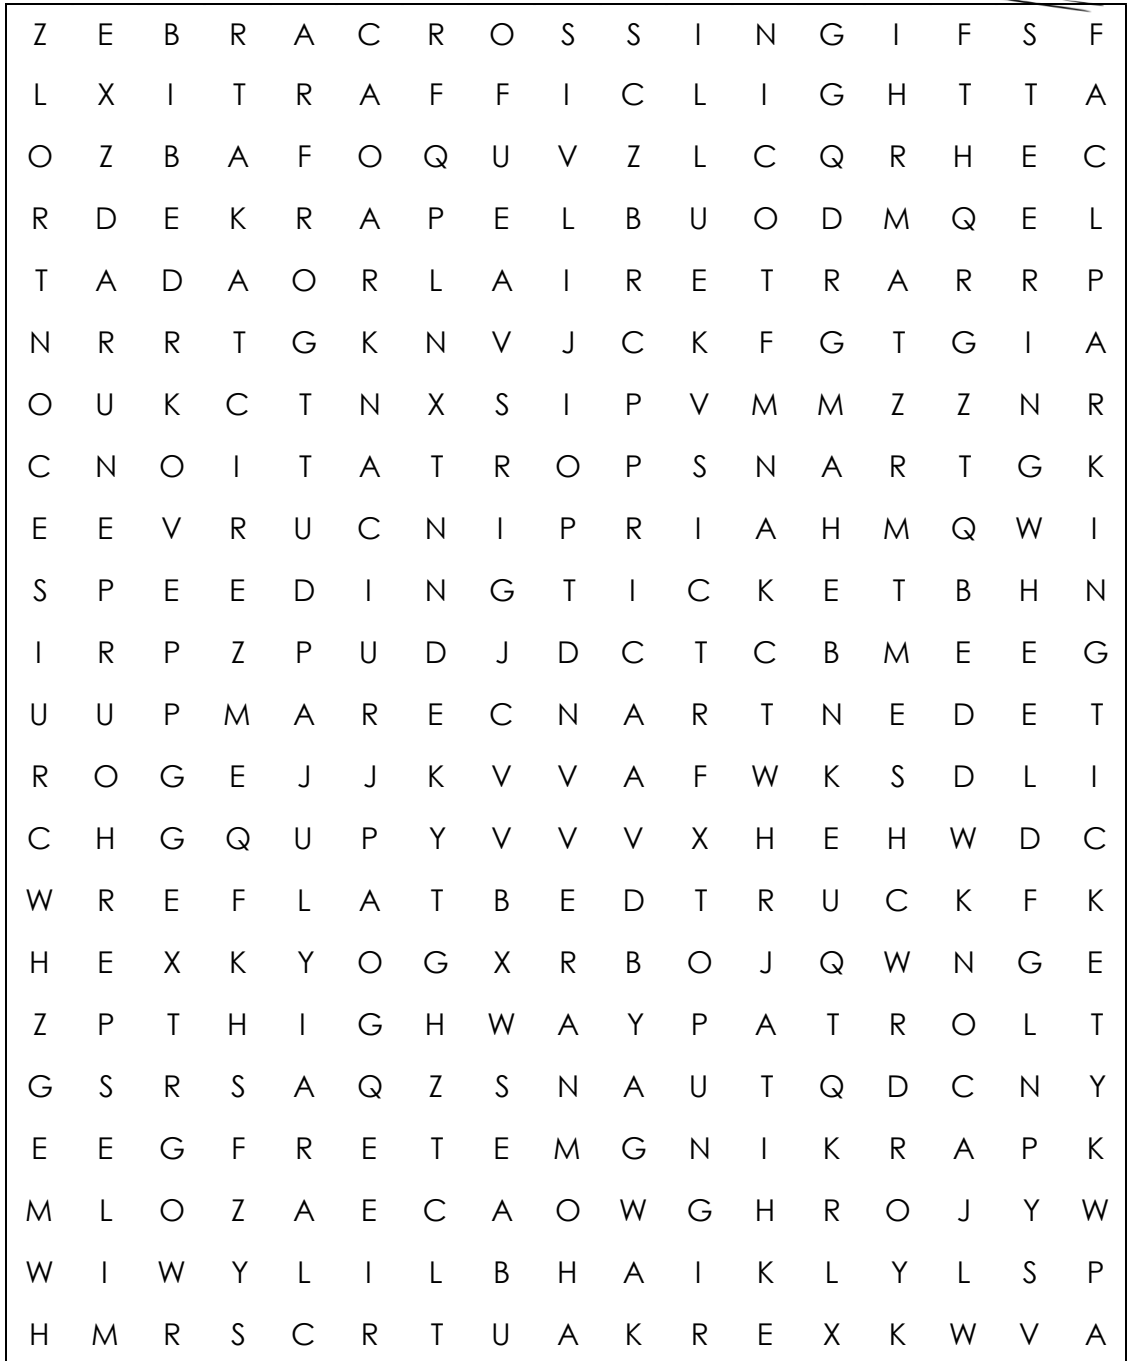 Z E B R A C R O S S I N G I F S F
L X I T R A F F I C L I G H T T A
O Z B A F O Q U V Z L C Q R H E C
R D E K R A P E L B U O D M Q E L
T A D A O R L A I R E T R A R R P
N R R T G K N V J C K F G T G I A
O U K C T N X S I P V M M Z Z N R
C N O I T A T R O P S N A R T G K
E E V R U C N I P R I A H M Q W I
S P E E D I N G T I C K E T B H N
I R P Z P U D J D C T C B M E E G
U U P M A R E C N A R T N E D E T
R O G E J J K V V A F W K S D L I
C H G Q U P Y V V V X H E H W D C
W R E F L A T B E D T R U C K F K
H E X K Y O G X R B O J Q W N G E
Z P T H I G H W A Y P A T R O L T
G S R S A Q Z S N A U T Q D C N Y
E E G F R E T E M G N I K R A P K
M L O Z A E C A O W G H R O J Y W
W I W Y L I L B H A I K L Y L S P
H M R S C R T U A K R E X K W V A